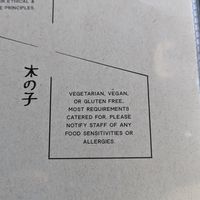 & 
E PRINCIPLES.
木の子
VEGETARIAN, VEGAN,
OR GLUTEN FREE,
MOST REQUIREMENTS
CATERED FOR. PLEASE
NOTIFY STAFF OF ANY
FOOD SENSITIVITIES OR
ALLERGIES.